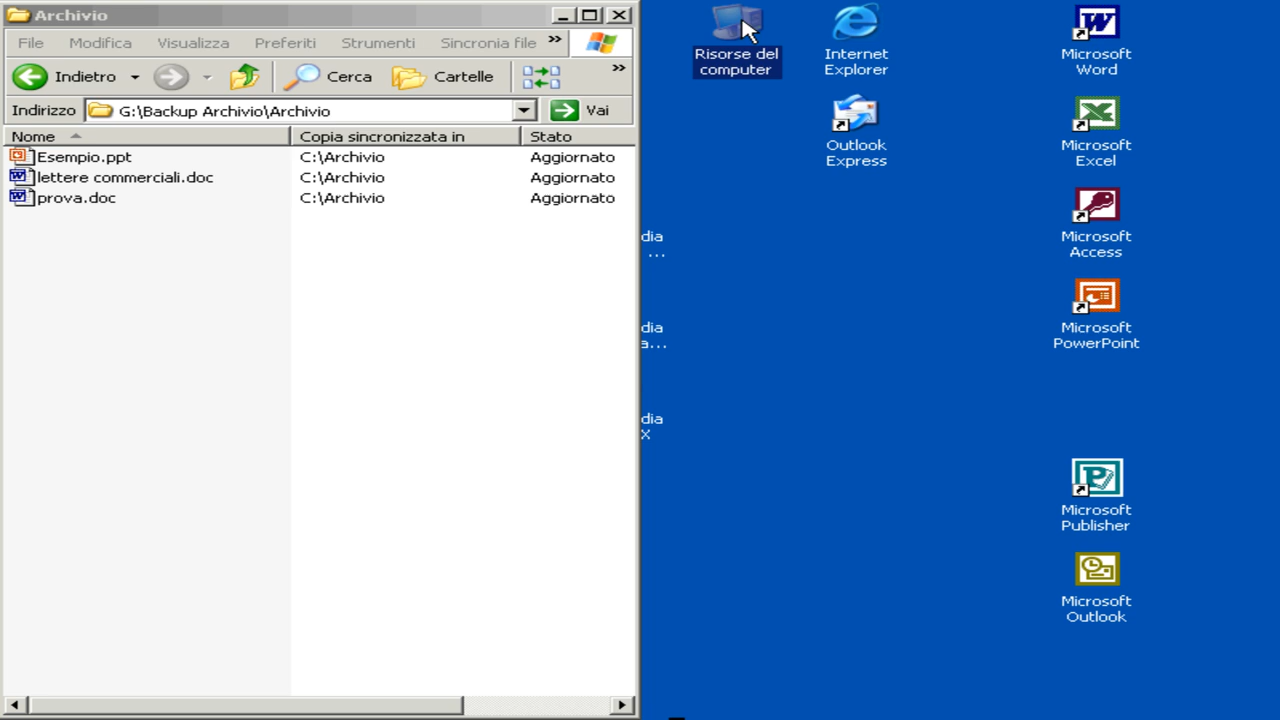 Archivio
File Modifica Visualizza Preferiti Strumenti Sincronia file »
Indietro Cerca Cartelle »
Indirizzo G:\Backup Archivio\Archivio Vai
Nome Copia sincronizzata in Stato
Esempio.ppt C:\Archivio Aggiornato
lettere commerciali.doc C:\Archivio Aggiornato
prova.doc C:\Archivio Aggiornato
dia
...
dia
a...
dia
X
Risorse del
computer
Internet
Explorer
Outlook
Express
Microsoft
Word
Microsoft
Excel
Microsoft
Access
Microsoft
PowerPoint
Microsoft
Publisher
Microsoft
Outlook